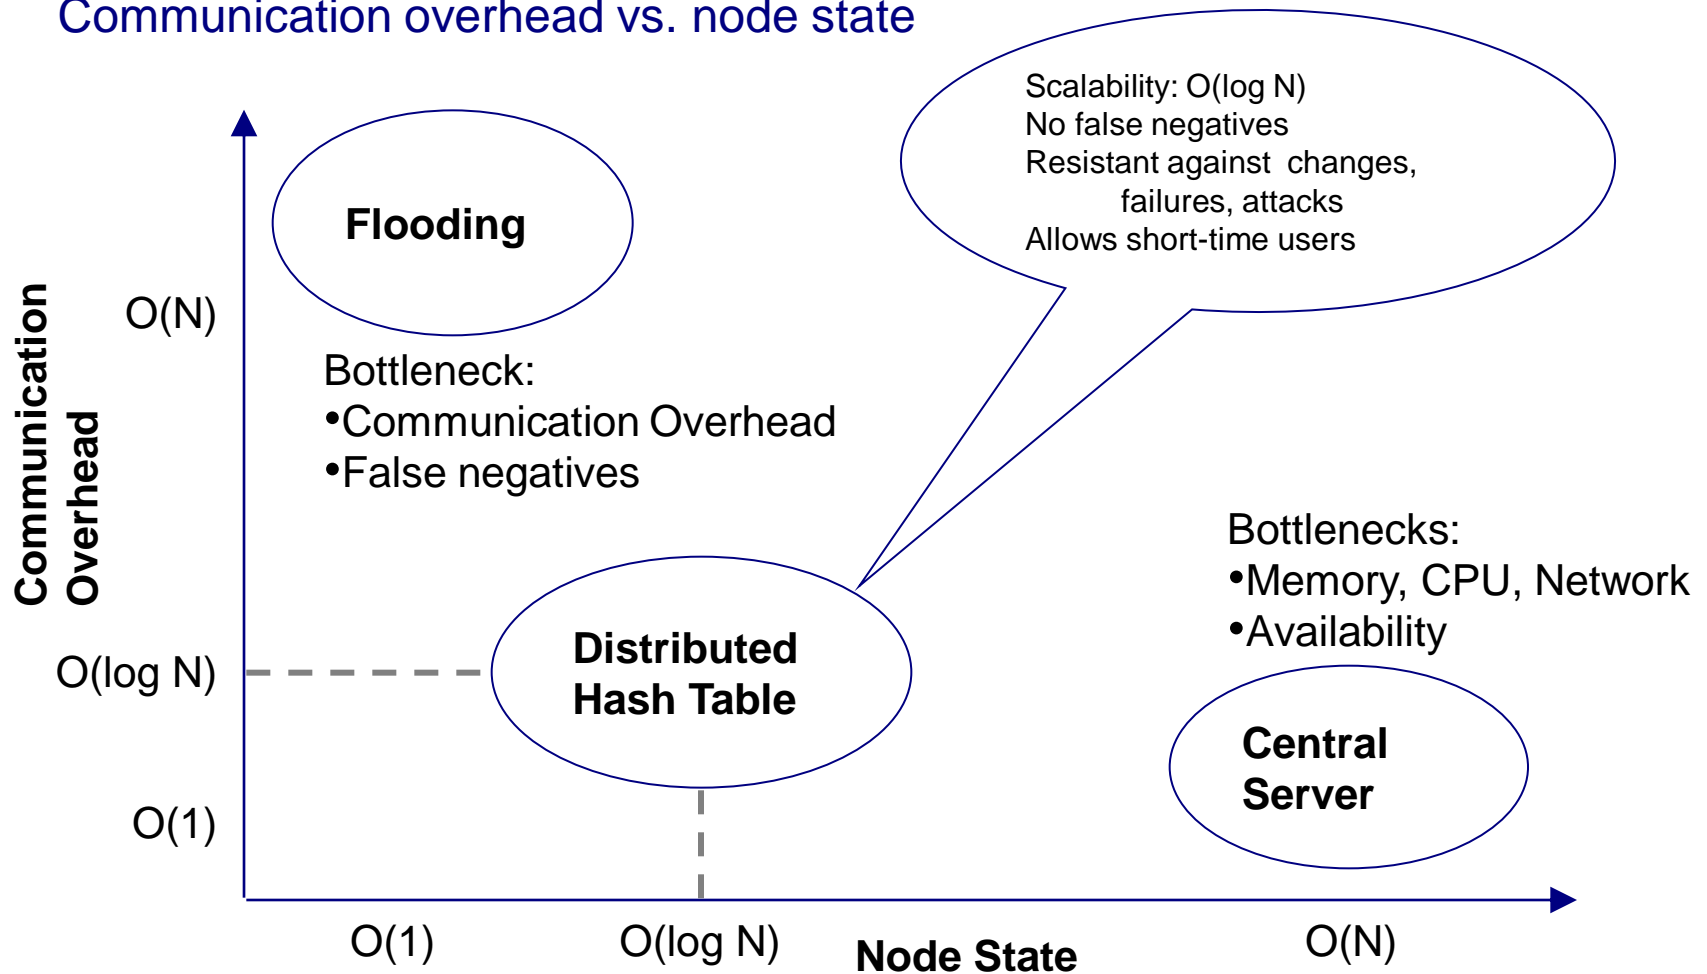 Communication overhead vs. node state
Scalability: O(log N)
No false negatives
Resistant against changes,
failures, attacks
Allows short-time users
Flooding
Communication
Overhead
O(N)
Bottleneck:
•Communication Overhead
•False negatives
Bottlenecks:
•Memory, CPU, Network
•Availability
O(log N)
Distributed
Hash Table
Central
Server
O(1)
O(1)
O(log N)
Node State
O(N)